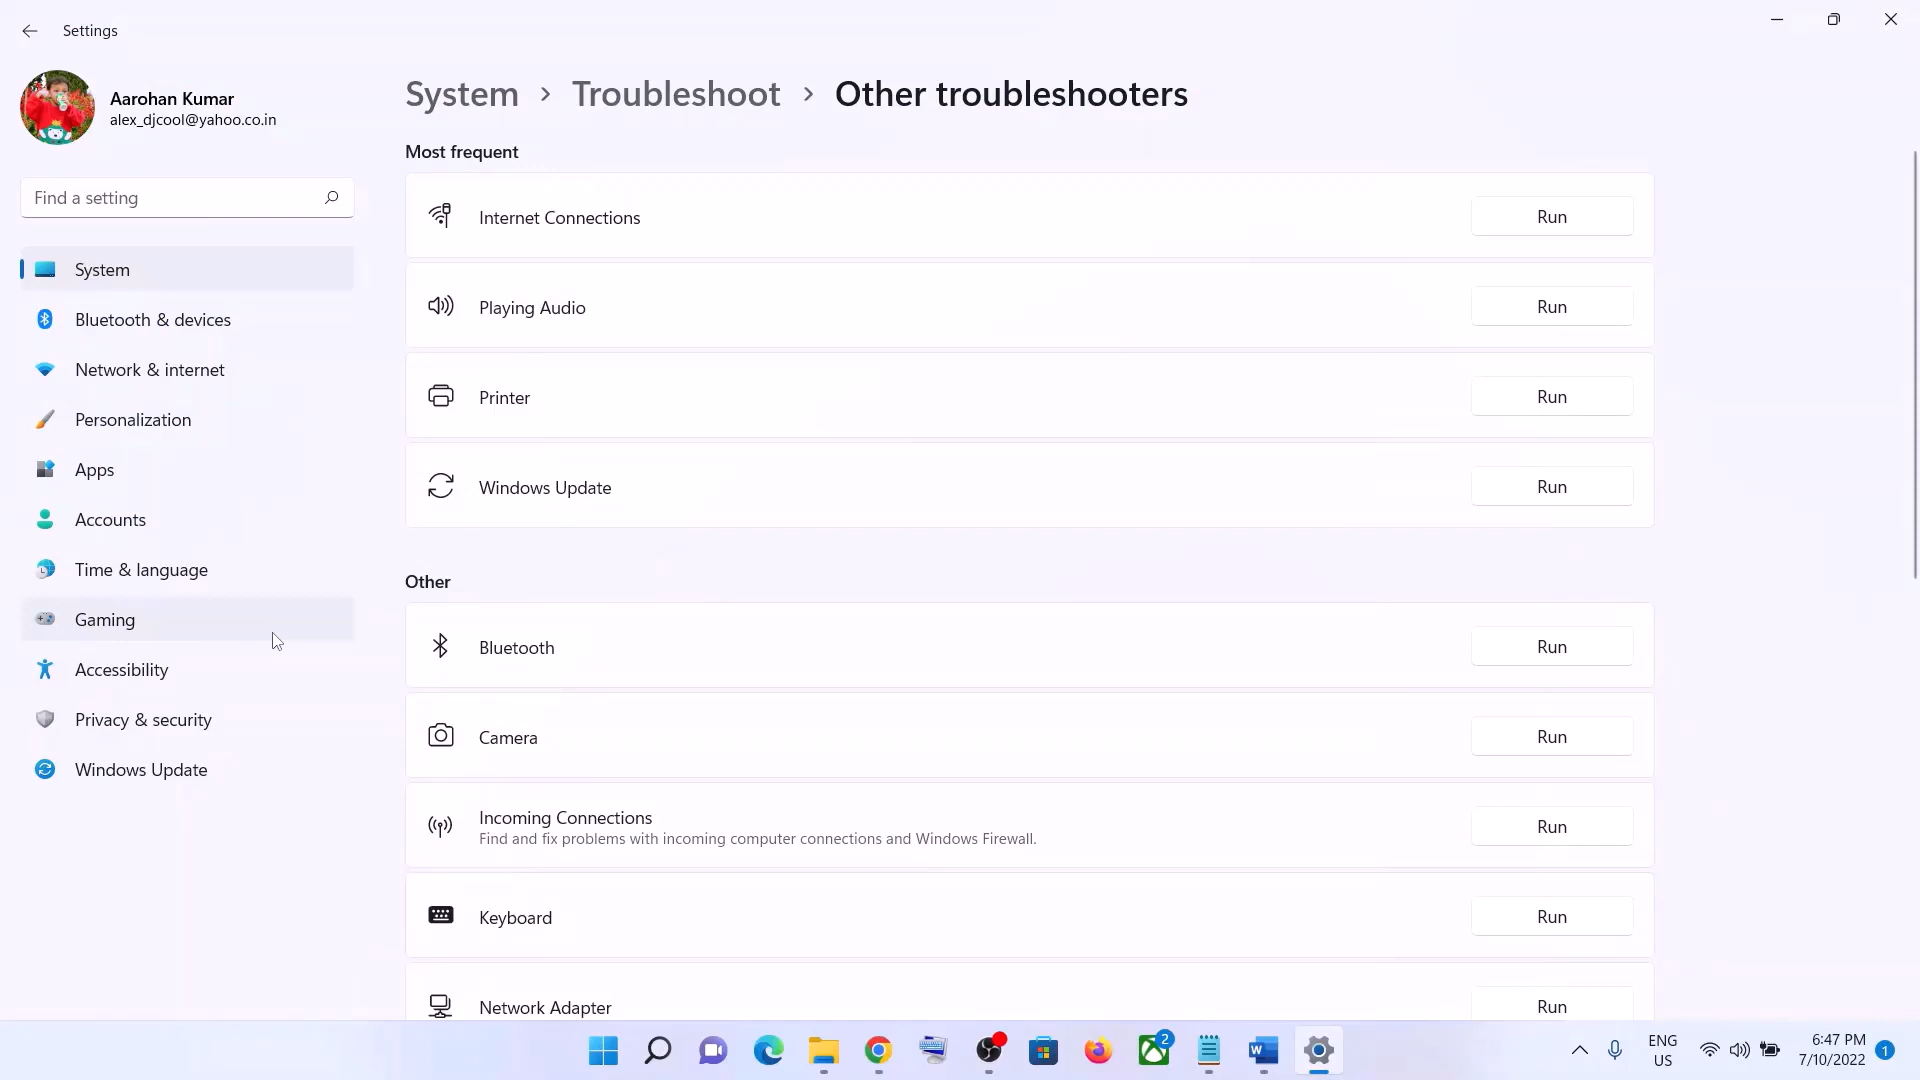 Settings
Aarohan Kumar
alex_djcool@yahoo.co.in
Find a setting
System
Bluetooth & devices
Network & internet
Personalization
Apps
Accounts
Time & language
Gaming
Accessibility
Privacy & security
Windows Update
System > Troubleshoot > Other troubleshooters
Most frequent
Internet Connections
Run
Playing Audio
Run
Printer
Run
Windows Update
Run
Other
Bluetooth
Run
Camera
Run
Incoming Connections
Find and fix problems with incoming computer connections and Windows Firewall.
Run
Keyboard
Run
Network Adapter
Run
2
W
ENG
US
6:47 PM
7/10/2022
1